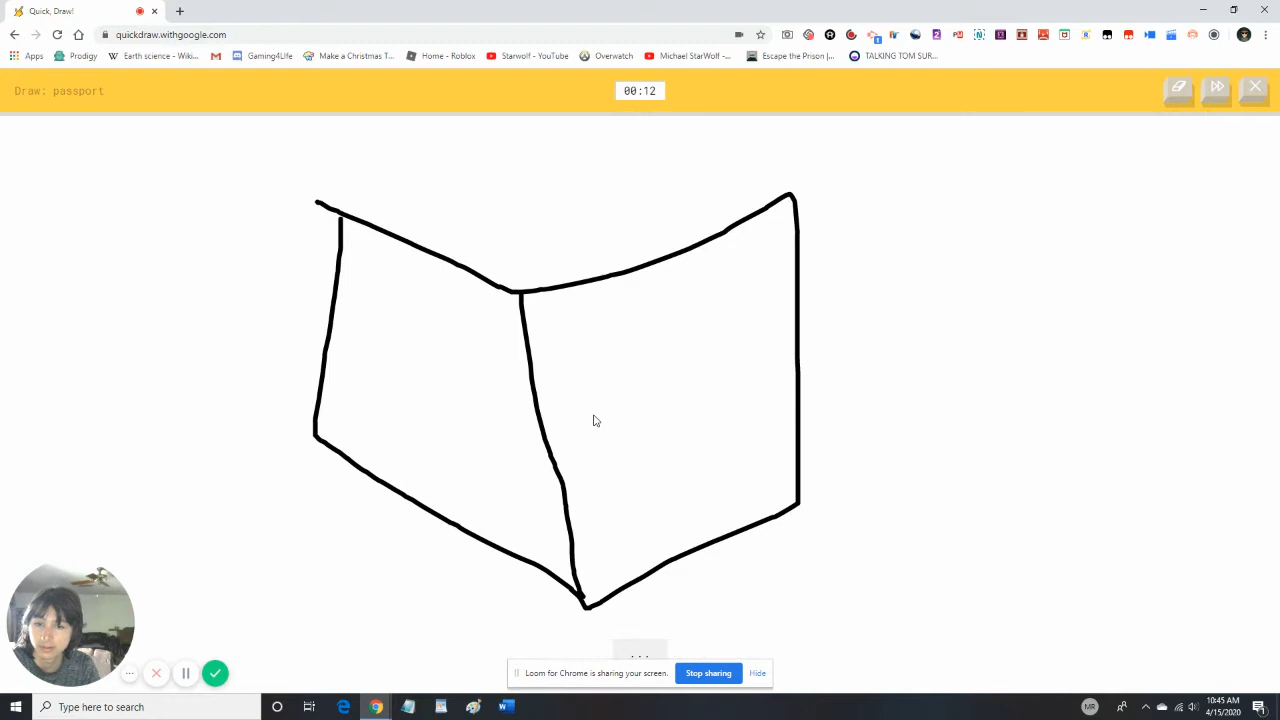 Quick, Draw!
quickdraw.withgoogle.com
Apps Prodigy Earth science - Wiki... Gaming4Life Make a Christmas T... Home - Roblox Starwolf - YouTube Overwatch Michael StarWolf -... Escape the Prison |... TALKING TOM SUR...
Draw: passport
00:12
...
Loom for Chrome is sharing your screen. Stop sharing Hide
Type here to search
MR
10:45 AM
4/15/2020